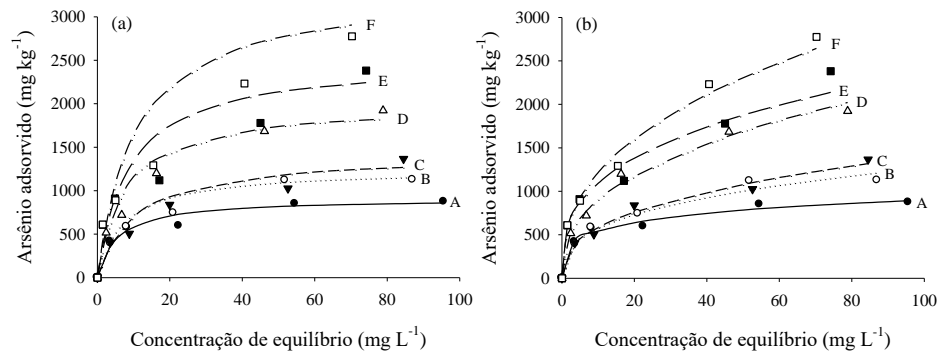 (a)
3000
2500
2000
1500
1000
500
0
Arsênio adsorvido (mg kg⁻¹)
F
E
D
C
B
A
0 20 40 60 80 100
Concentração de equilíbrio (mg L⁻¹)
(b)
3000
2500
2000
1500
1000
500
0
Arsênio adsorvido (mg kg⁻¹)
F
E
D
C
B
A
0 20 40 60 80 100
Concentração de equilíbrio (mg L⁻¹)